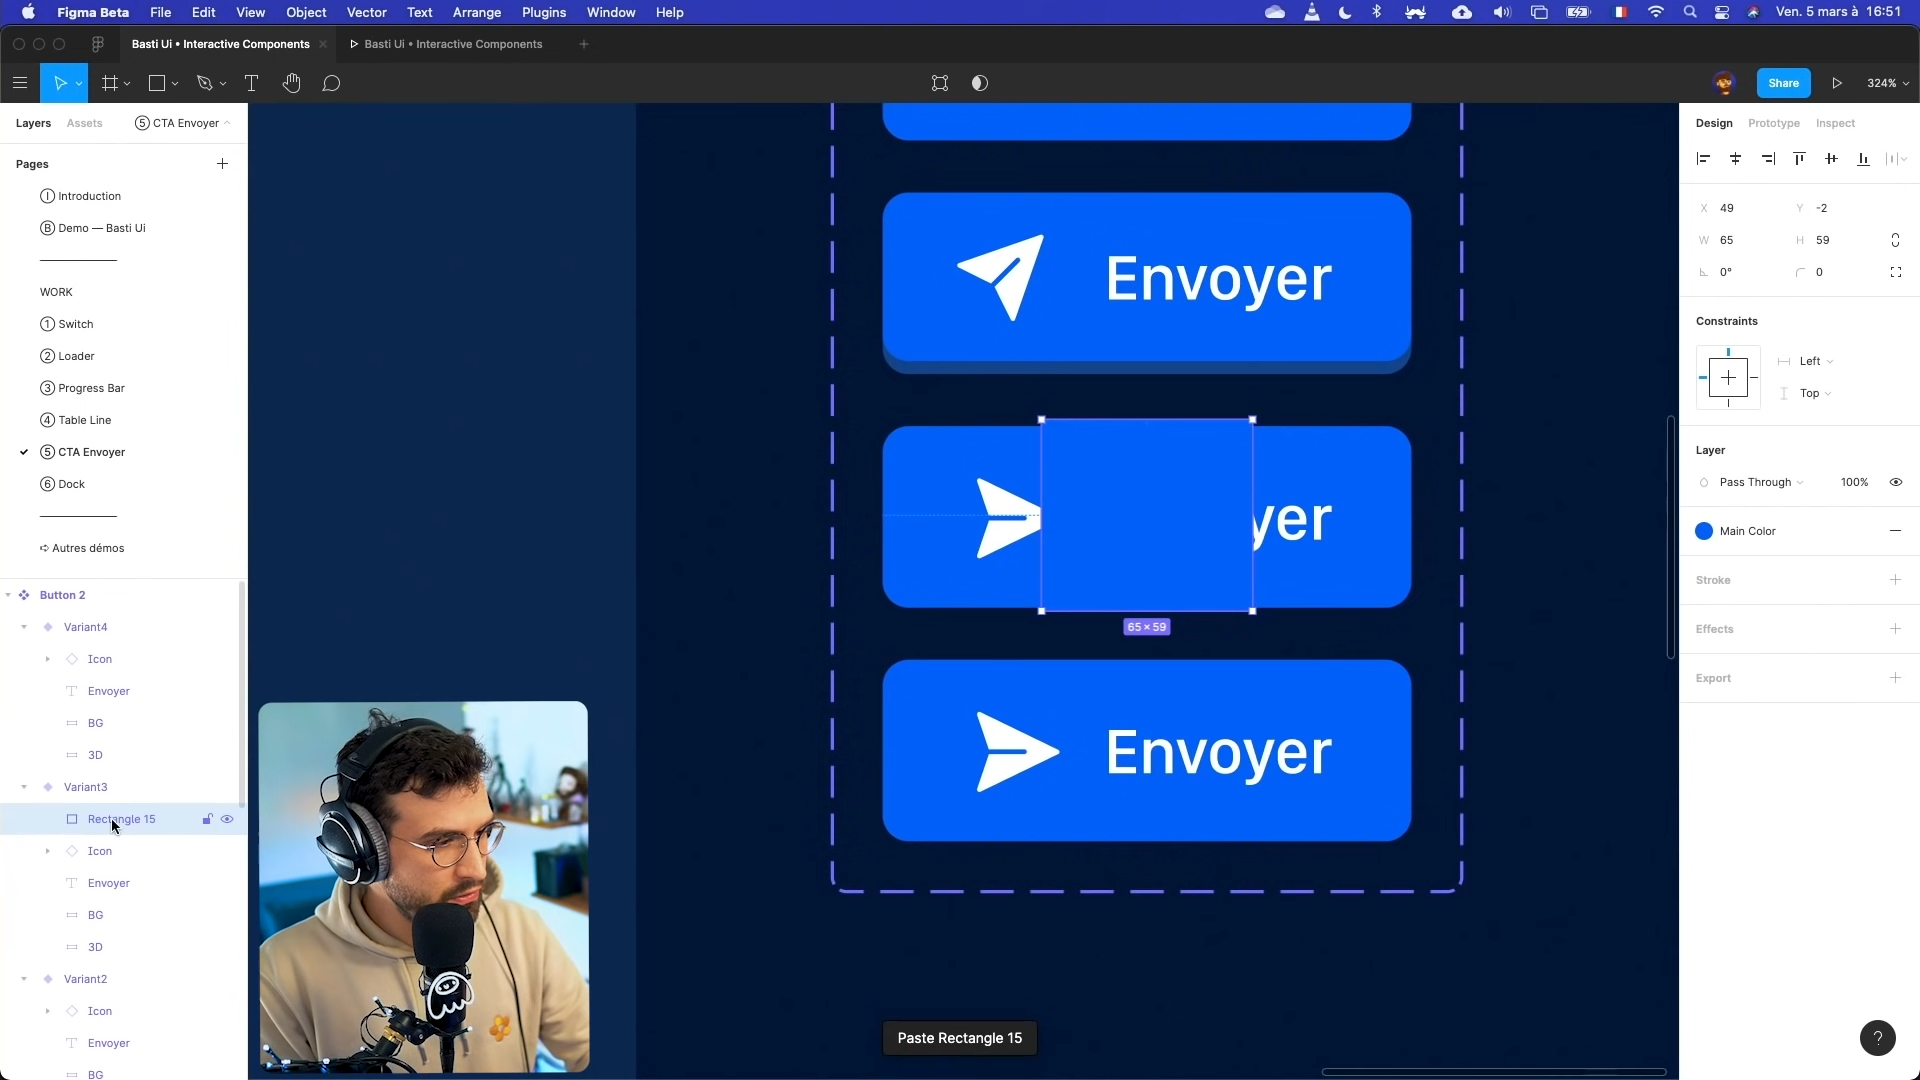 Figma Beta File Edit View Object Vector Text Arrange Plugins Window Help Ven. 5 mars à 16:51
Basti Ui • Interactive Components Basti Ui • Interactive Components
Share 324%
Layers Assets 5 CTA Envoyer
Pages
I Introduction
B Demo — Basti Ui
WORK
1 Switch
2 Loader
3 Progress Bar
4 Table Line
5 CTA Envoyer
6 Dock
➪ Autres démos
Button 2
Variant4
Icon
Envoyer
BG
3D
Variant3
Rectangle 15
Icon
Envoyer
BG
3D
Variant2
Icon
Envoyer
BG
Envoyer
yer
65 × 59
Envoyer
Paste Rectangle 15
Design Prototype Inspect
X 49 Y -2
W 65 H 59
0° 0
Constraints
Left
Top
Layer
Pass Through 100%
Main Color
Stroke
Effects
Export
?